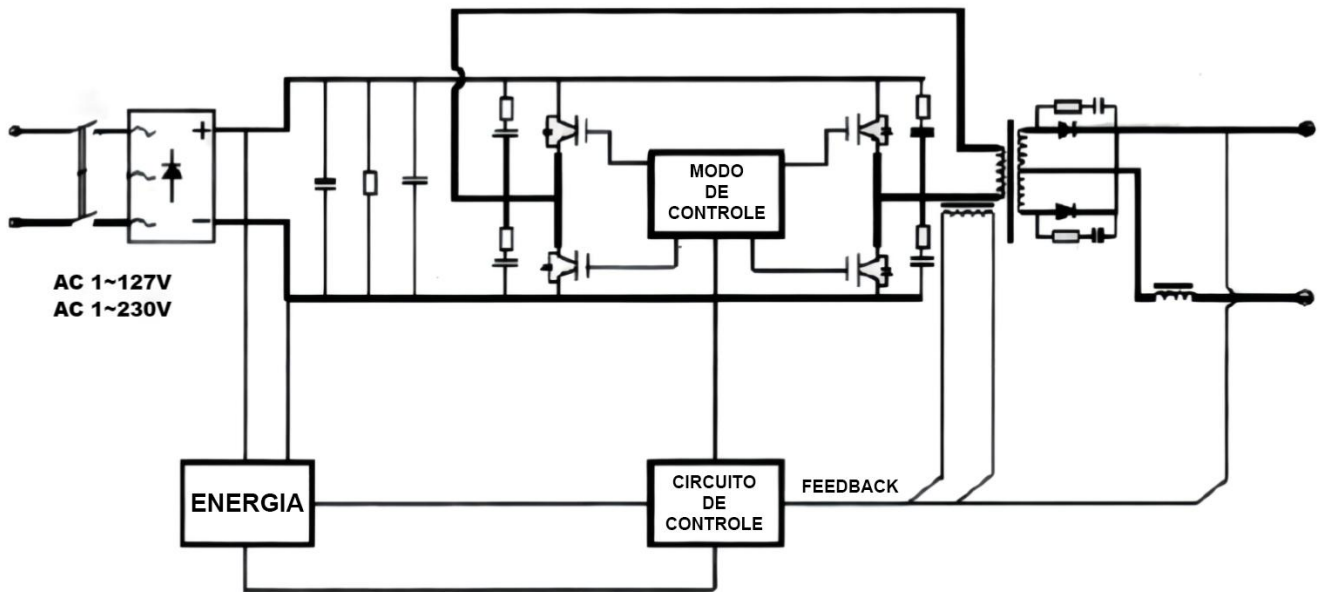 +
−
MODO
DE
CONTROLE
AC 1~127V
AC 1~230V
ENERGIA
CIRCUITO
DE
CONTROLE
FEEDBACK